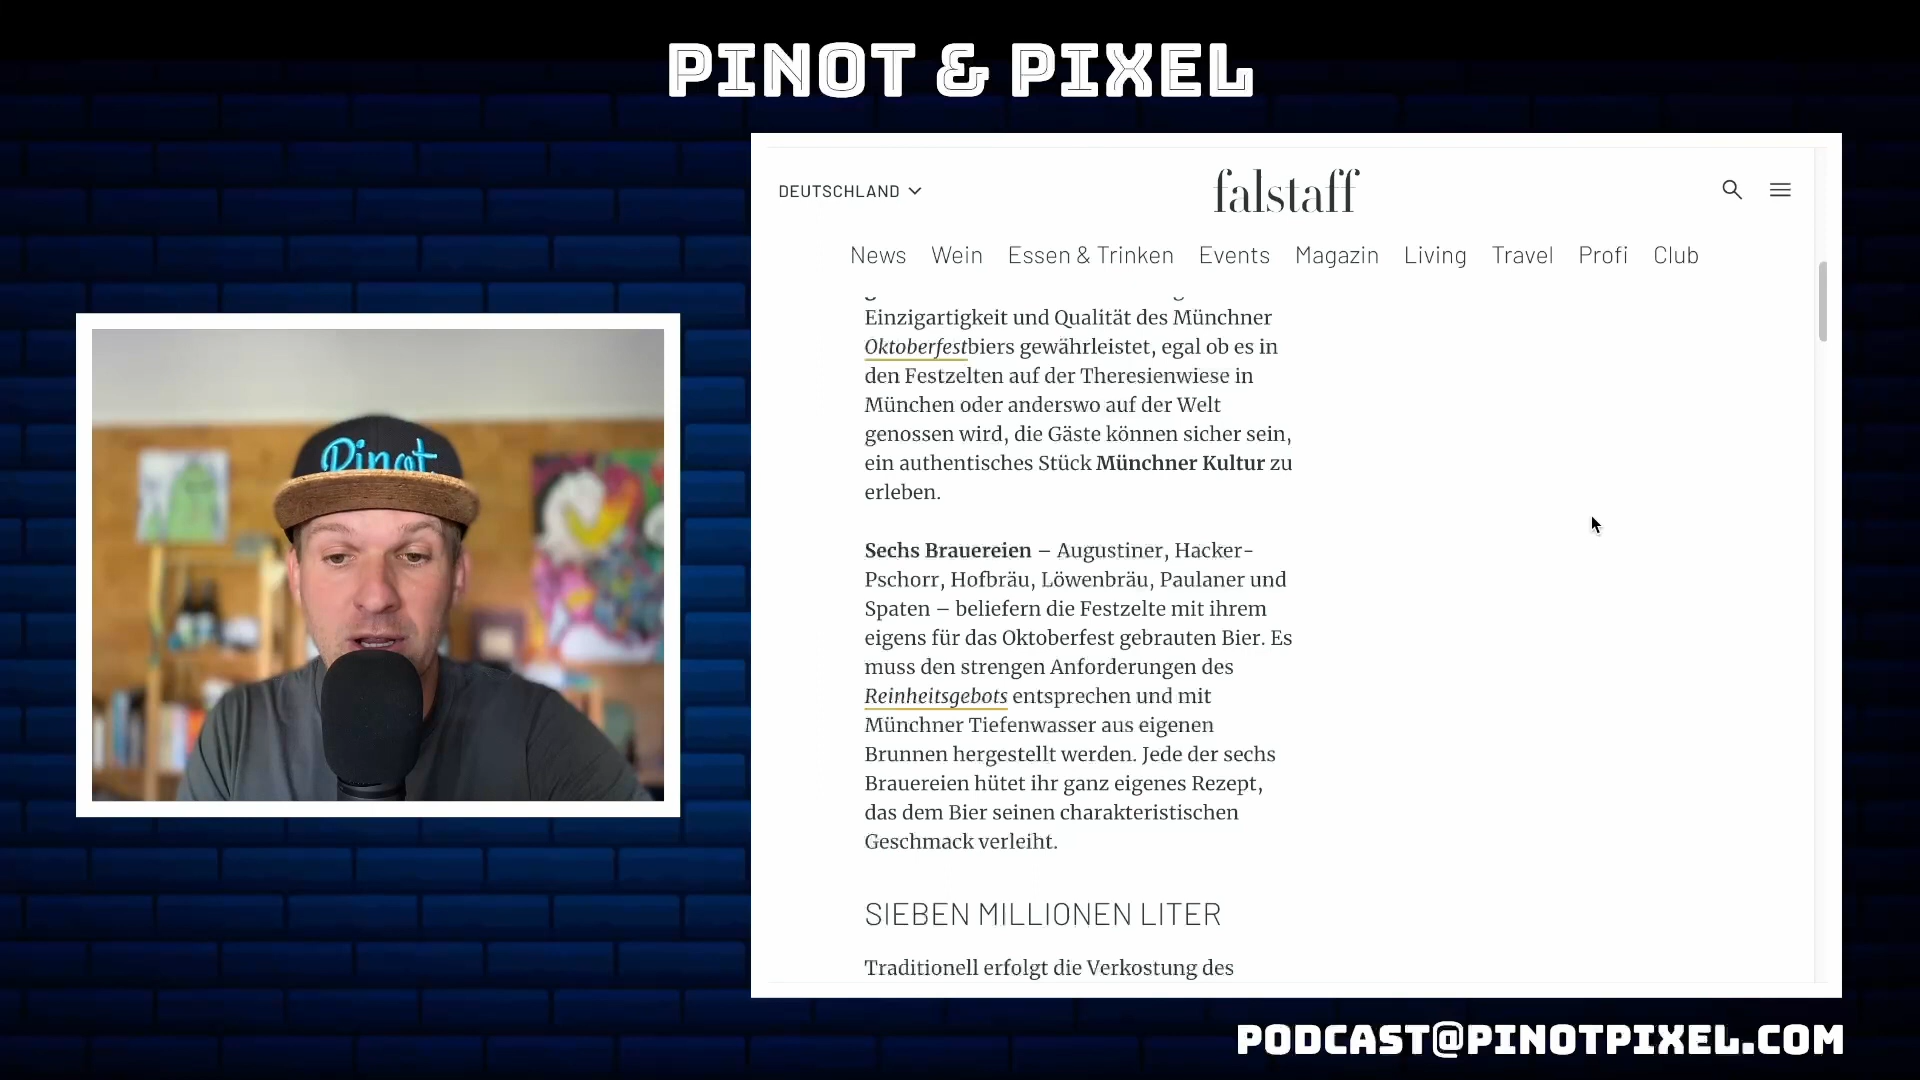 PINOT & PIXEL
DEUTSCHLAND
falstaff
News Wein Essen & Trinken Events Magazin Living Travel Profi Club
Einzigartigkeit und Qualität des Münchner
Oktoberfestbiers gewährleistet, egal ob es in
den Festzelten auf der Theresienwiese in
München oder anderswo auf der Welt
genossen wird, die Gäste können sicher sein,
ein authentisches Stück Münchner Kultur zu
erleben.
Sechs Brauereien – Augustiner, Hacker-
Pschorr, Hofbräu, Löwenbräu, Paulaner und
Spaten – beliefern die Festzelte mit ihrem
eigens für das Oktoberfest gebrauten Bier. Es
muss den strengen Anforderungen des
Reinheitsgebots entsprechen und mit
Münchner Tiefenwasser aus eigenen
Brunnen hergestellt werden. Jede der sechs
Brauereien hütet ihr ganz eigenes Rezept,
das dem Bier seinen charakteristischen
Geschmack verleiht.
SIEBEN MILLIONEN LITER
Traditionell erfolgt die Verkostung des
Pinot
PODCAST@PINOTPIXEL.COM